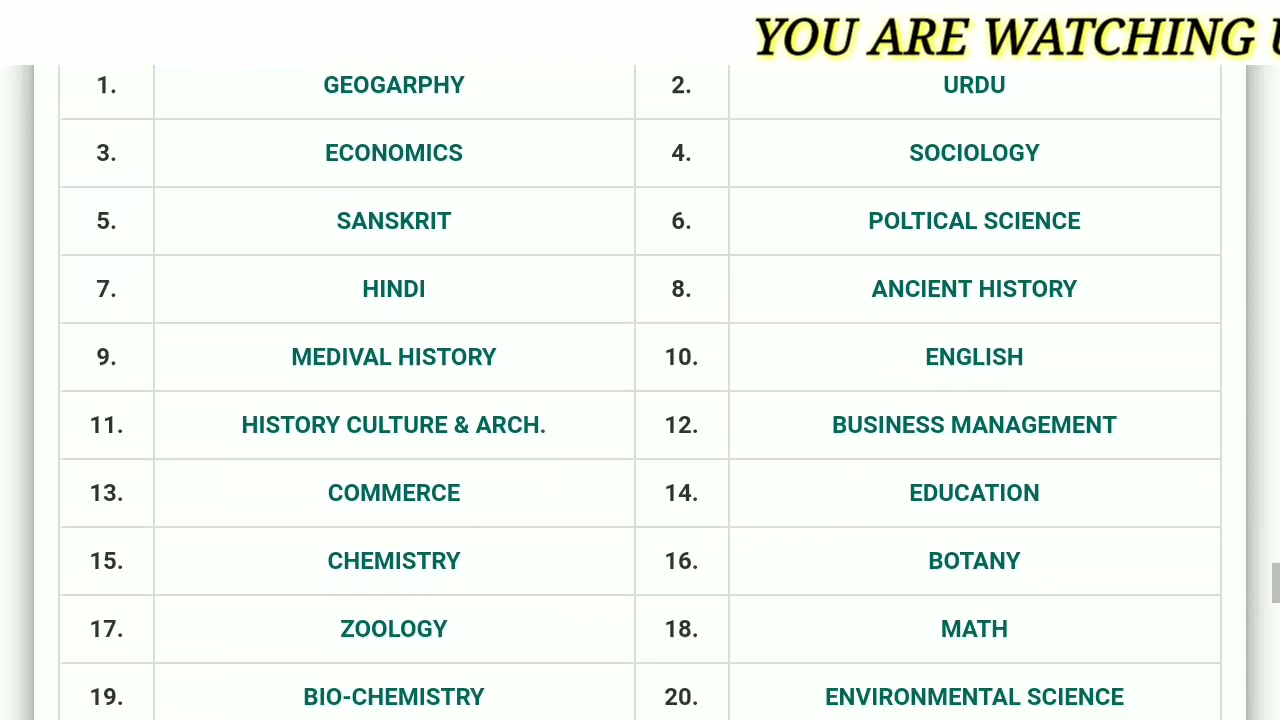 YOU ARE WATCHING
1. GEOGARPHY 2. URDU
3. ECONOMICS 4. SOCIOLOGY
5. SANSKRIT 6. POLTICAL SCIENCE
7. HINDI 8. ANCIENT HISTORY
9. MEDIVAL HISTORY 10. ENGLISH
11. HISTORY CULTURE & ARCH. 12. BUSINESS MANAGEMENT
13. COMMERCE 14. EDUCATION
15. CHEMISTRY 16. BOTANY
17. ZOOLOGY 18. MATH
19. BIO-CHEMISTRY 20. ENVIRONMENTAL SCIENCE